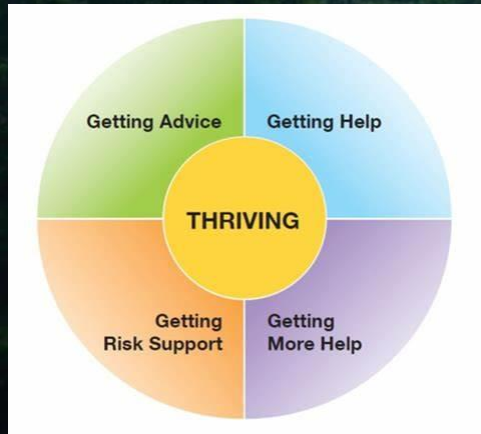 Getting Advice
Getting Help
THRIVING
Getting
Risk Support
Getting
More Help